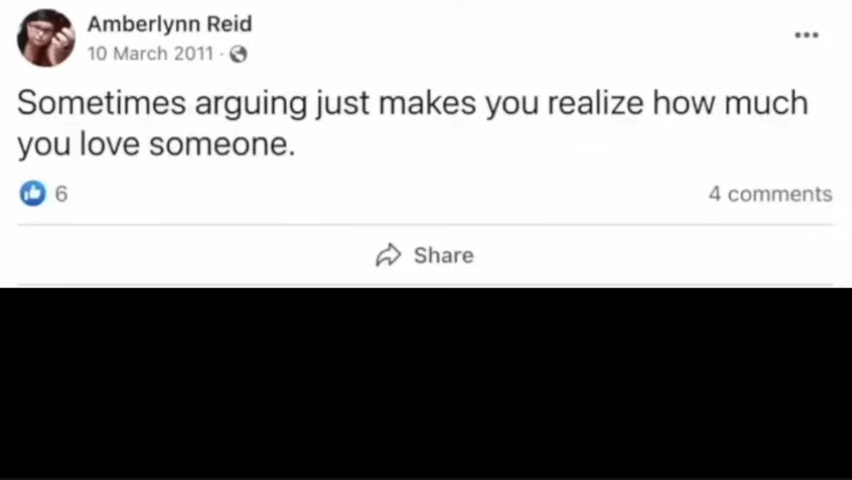 Amberlynn Reid
10 March 2011 ·
Sometimes arguing just makes you realize how much
you love someone.
6
4 comments
Share